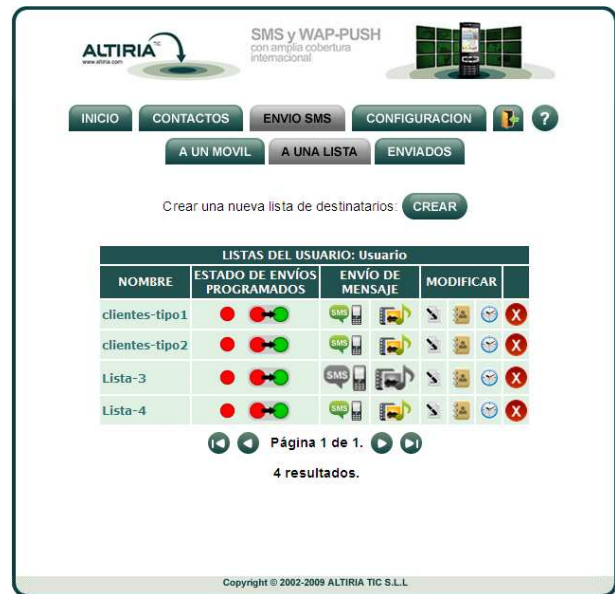 ALTIRIA TIC
www.altiria.com
SMS y WAP-PUSH
con amplia cobertura
internacional
INICIO CONTACTOS ENVIO SMS CONFIGURACION ?
A UN MOVIL A UNA LISTA ENVIADOS
Crear una nueva lista de destinatarios: CREAR
LISTAS DEL USUARIO: Usuario
NOMBRE ESTADO DE ENVÍOS PROGRAMADOS ENVÍO DE MENSAJE MODIFICAR
clientes-tipo1 SMS X
clientes-tipo2 SMS X
Lista-3 SMS X
Lista-4 SMS X
Página 1 de 1.
4 resultados.
Copyright © 2002-2009 ALTIRIA TIC S.L.L